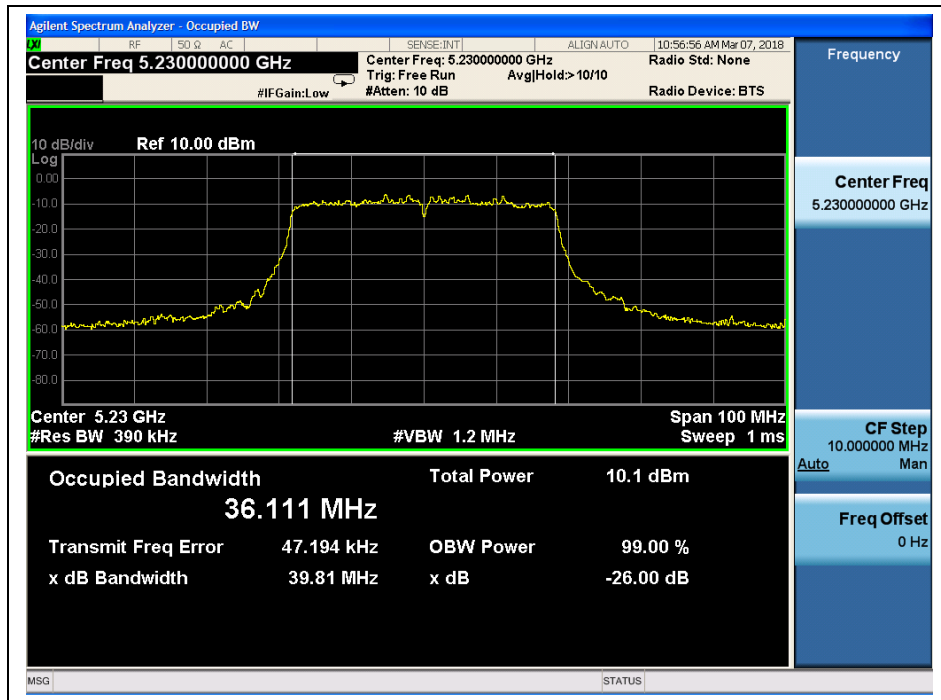 Agilent Spectrum Analyzer - Occupied BW
LXI RF 50 Ω AC SENSE:INT ALIGN AUTO 10:56:56 AM Mar 07, 2018
Center Freq 5.230000000 GHz
Center Freq: 5.230000000 GHz
Radio Std: None
Trig: Free Run Avg|Hold:>10/10
#IFGain:Low
#Atten: 10 dB
Radio Device: BTS
10 dB/div Ref 10.00 dBm
Log
0.00
-10.0
-20.0
-30.0
-40.0
-50.0
-60.0
-70.0
-80.0
Center 5.23 GHz
Span 100 MHz
#Res BW 390 kHz
#VBW 1.2 MHz
Sweep 1 ms
Occupied Bandwidth
Total Power 10.1 dBm
36.111 MHz
Transmit Freq Error 47.194 kHz
OBW Power 99.00 %
x dB Bandwidth 39.81 MHz
x dB -26.00 dB
MSG
STATUS
Frequency
Center Freq
5.230000000 GHz
CF Step
10.000000 MHz
Auto Man
Freq Offset
0 Hz